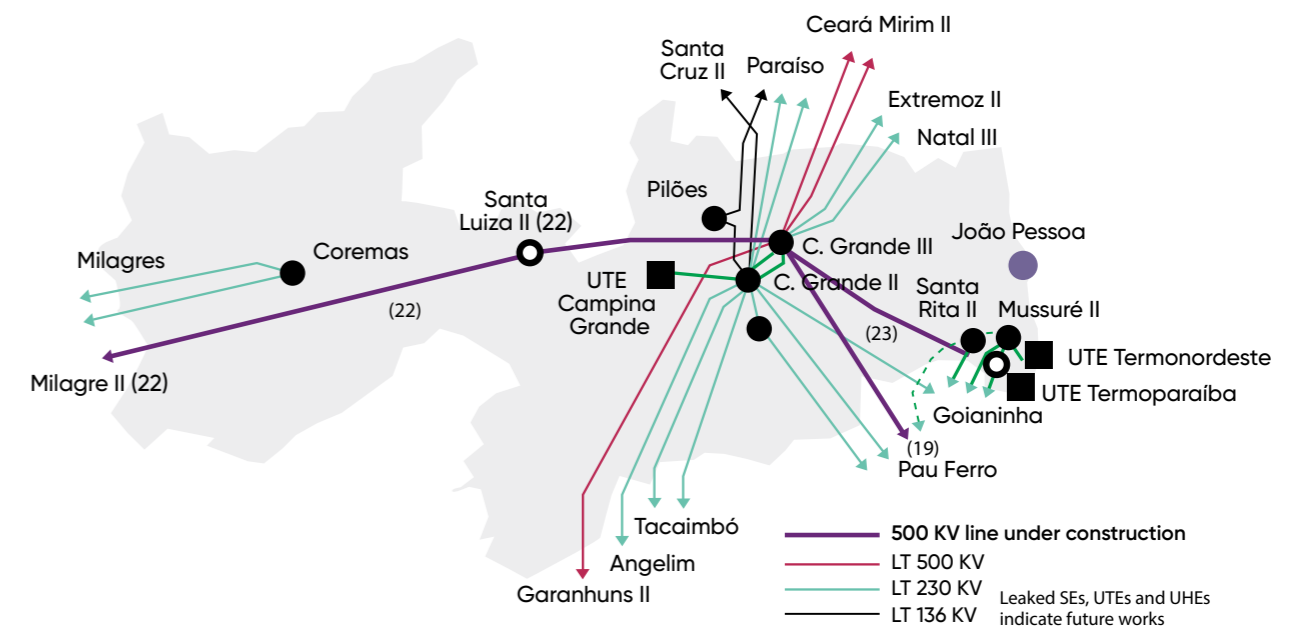 Ceará Mirim II
Santa
Cruz II
Paraíso
Extremoz II
Natal III
Pilões
Santa
Luiza II (22)
João Pessoa
C. Grande III
Coremas
Milagres
UTE
Campina
Grande
C. Grande II
Santa
Rita II
Mussuré II
(22)
(23)
UTE Termonordeste
Milagre II (22)
UTE Termoparaíba
Goianinha
(19)
Pau Ferro
Tacaimbó
Angelim
Garanhuns II
500 KV line under construction
LT 500 KV
LT 230 KV
LT 136 KV
Leaked SEs, UTEs and UHEs
indicate future works